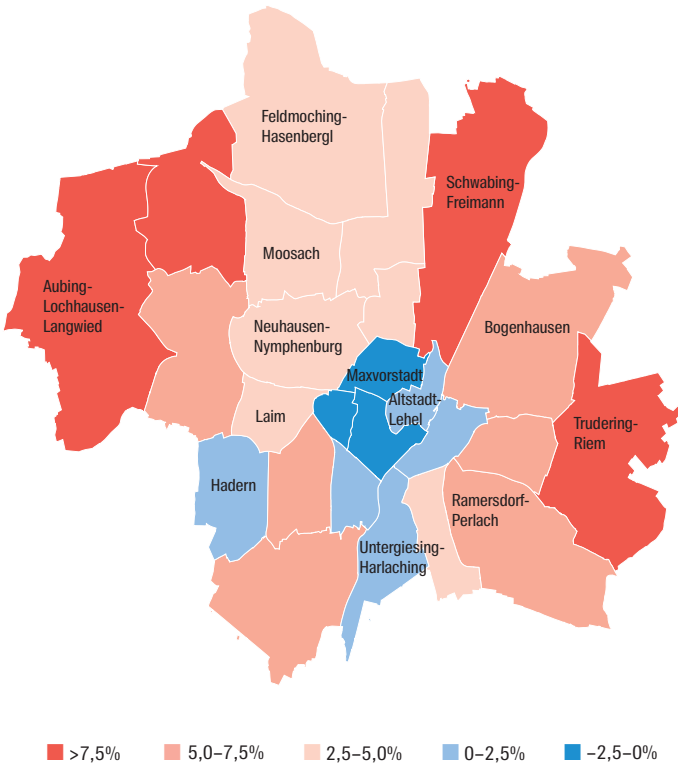 Feldmoching-
Hasenbergl
Schwabing-
Freimann
Moosach
Aubing-
Lochhausen-
Langwied
Neuhausen-
Nymphenburg
Bogenhausen
Maxvorstadt
Altstadt-
Lehel
Laim
Trudering-
Riem
Hadern
Ramersdorf-
Perlach
Untergiesing-
Harlaching
>7,5%
5,0–7,5%
2,5–5,0%
0–2,5%
–2,5–0%